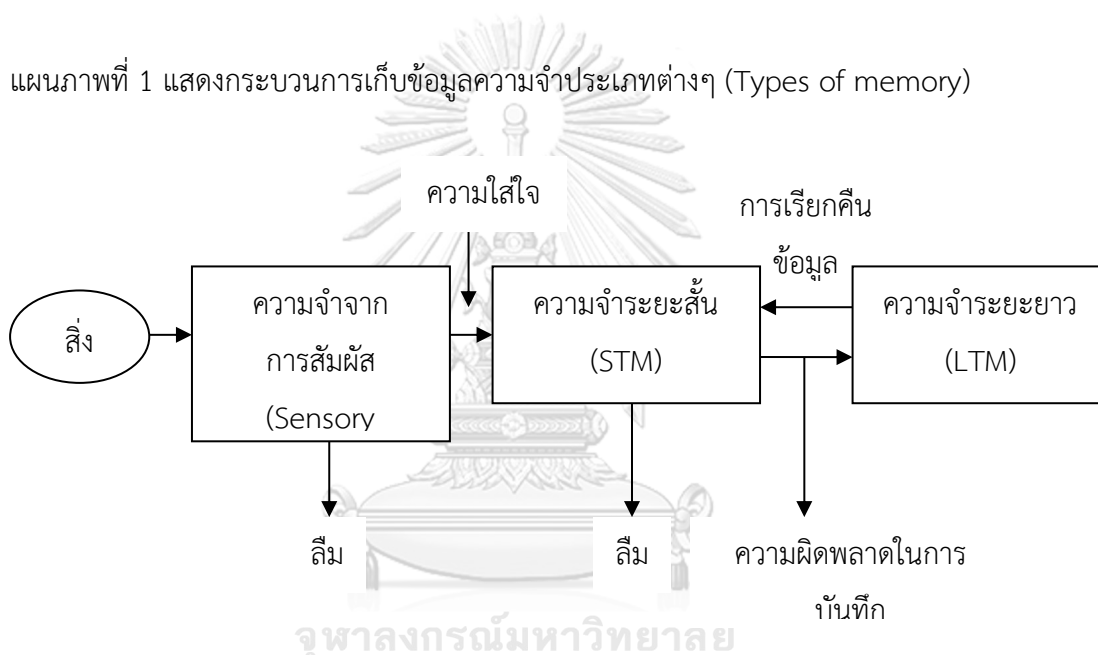 แผนภาพที่ 1 แสดงกระบวนการเก็บข้อมูลความจำประเภทต่างๆ (Types of memory)
ความใส่ใจ
การเรียกคืน
ข้อมูล
สิ่ง
ความจำจาก
การสัมผัส
(Sensory
ความจำระยะสั้น
(STM)
ความจำระยะยาว
(LTM)
ลืม
ลืม
ความผิดพลาดในการ
บันทึก
จุฬาลงกรณ์มหาวิทยาลัย